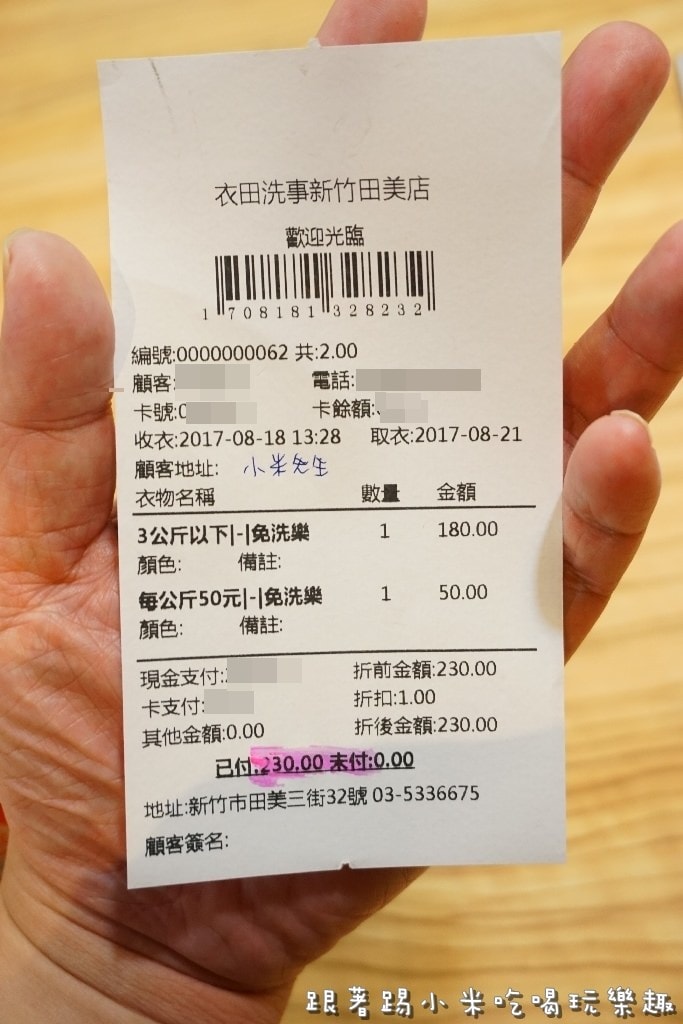 衣田洗事新竹田美店
歡迎光臨
1 708181 328232
編號:0000000062 共:2.00
顧客: 電話:
卡號:0 卡餘額:
收衣:2017-08-18 13:28 取衣:2017-08-21
顧客地址: 小米先生
衣物名稱 數量 金額
3公斤以下|-|免洗樂 1 180.00
顏色: 備註:
每公斤50元|-|免洗樂 1 50.00
顏色: 備註:
現金支付: 折前金額:230.00
卡支付: 折扣:1.00
其他金額:0.00 折後金額:230.00
已付:230.00 未付:0.00
地址:新竹市田美三街32號 03-5336675
顧客簽名:
跟著踢小米吃喝玩樂趣